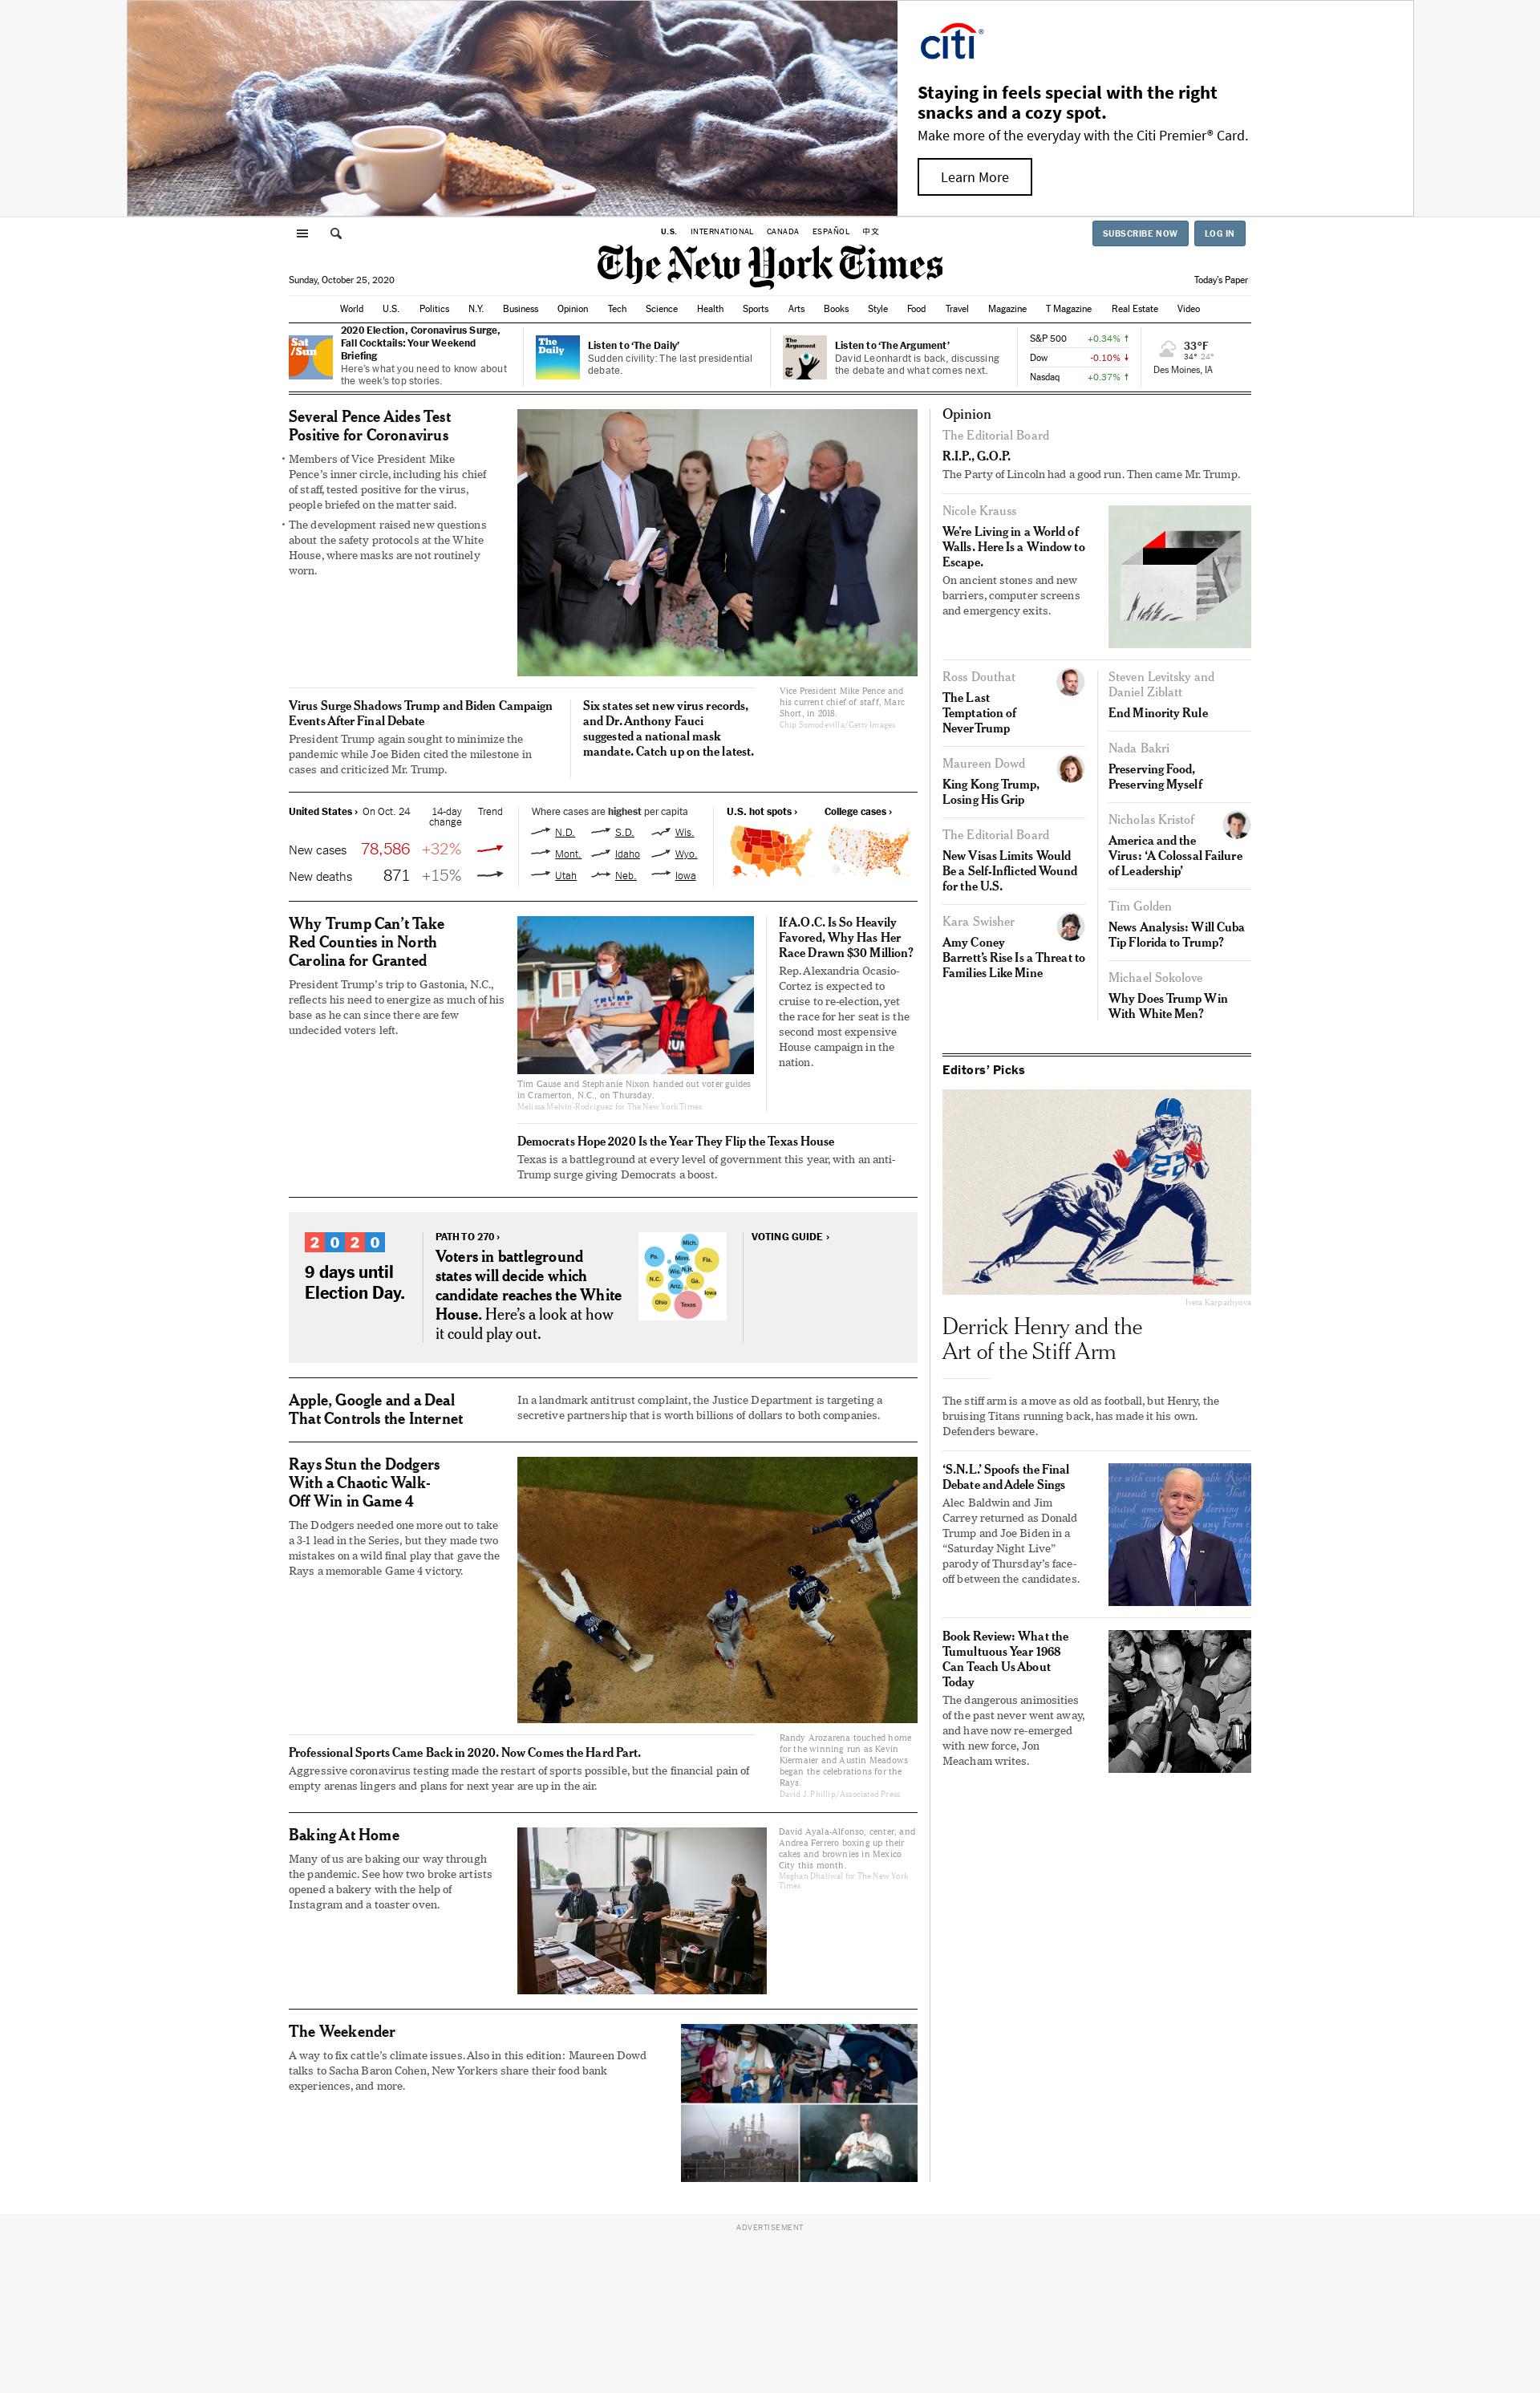 citi®
Staying in feels special with the right
snacks and a cozy spot.
Make more of the everyday with the Citi Premier® Card.
Learn More
U.S. INTERNATIONAL CANADA ESPAÑOL 中文
SUBSCRIBE NOW LOG IN
The New York Times
Sunday, October 25, 2020
Today's Paper
World U.S. Politics N.Y. Business Opinion Tech Science Health Sports Arts Books Style Food Travel Magazine T Magazine Real Estate Video
Sat
/Sun
2020 Election, Coronavirus Surge,
Fall Cocktails: Your Weekend
Briefing
Here's what you need to know about
the week's top stories.
The
Daily
Listen to ‘The Daily’
Sudden civility: The last presidential
debate.
The
Argument
Listen to ‘The Argument’
David Leonhardt is back, discussing
the debate and what comes next.
S&P 500 +0.34% ↑
Dow -0.10% ↓
Nasdaq +0.37% ↑
33°F
34° 24°
Des Moines, IA
Several Pence Aides Test
Positive for Coronavirus
• Members of Vice President Mike
Pence’s inner circle, including his chief
of staff, tested positive for the virus,
people briefed on the matter said.
• The development raised new questions
about the safety protocols at the White
House, where masks are not routinely
worn.
Vice President Mike Pence and
his current chief of staff, Marc
Short, in 2018.
Chip Somodevilla/Getty Images
Virus Surge Shadows Trump and Biden Campaign
Events After Final Debate
President Trump again sought to minimize the
pandemic while Joe Biden cited the milestone in
cases and criticized Mr. Trump.
Six states set new virus records,
and Dr. Anthony Fauci
suggested a national mask
mandate. Catch up on the latest.
United States › On Oct. 24 14-day Trend
change
New cases 78,586 +32%
New deaths 871 +15%
Where cases are highest per capita
N.D. S.D. Wis.
Mont. Idaho Wyo.
Utah Neb. Iowa
U.S. hot spots › College cases ›
Why Trump Can’t Take
Red Counties in North
Carolina for Granted
President Trump’s trip to Gastonia, N.C.,
reflects his need to energize as much of his
base as he can since there are few
undecided voters left.
Tim Gause and Stephanie Nixon handed out voter guides
in Cramerton, N.C., on Thursday.
Melissa Melvin-Rodriguez for The New York Times
If A.O.C. Is So Heavily
Favored, Why Has Her
Race Drawn $30 Million?
Rep. Alexandria Ocasio-
Cortez is expected to
cruise to re-election, yet
the race for her seat is the
second most expensive
House campaign in the
nation.
Democrats Hope 2020 Is the Year They Flip the Texas House
Texas is a battleground at every level of government this year, with an anti-
Trump surge giving Democrats a boost.
2020
9 days until
Election Day.
PATH TO 270 ›
Voters in battleground
states will decide which
candidate reaches the White
House. Here’s a look at how
it could play out.
Mich.
Pa. Minn. Fla.
Wis. N.H.
N.C. Ga.
Ariz. Iowa
Ohio Texas
VOTING GUIDE ›
Apple, Google and a Deal
That Controls the Internet
In a landmark antitrust complaint, the Justice Department is targeting a
secretive partnership that is worth billions of dollars to both companies.
Rays Stun the Dodgers
With a Chaotic Walk-
Off Win in Game 4
The Dodgers needed one more out to take
a 3-1 lead in the Series, but they made two
mistakes on a wild final play that gave the
Rays a memorable Game 4 victory.
Randy Arozarena touched home
for the winning run as Kevin
Kiermaier and Austin Meadows
began the celebrations for the
Rays.
David J. Phillip/Associated Press
Professional Sports Came Back in 2020. Now Comes the Hard Part.
Aggressive coronavirus testing made the restart of sports possible, but the financial pain of
empty arenas lingers and plans for next year are up in the air.
Baking At Home
Many of us are baking our way through
the pandemic. See how two broke artists
opened a bakery with the help of
Instagram and a toaster oven.
David Ayala-Alfonso, center, and
Andrea Ferrero boxing up their
cakes and brownies in Mexico
City this month.
Meghan Dhaliwal for The New York
Times
The Weekender
A way to fix cattle’s climate issues. Also in this edition: Maureen Dowd
talks to Sacha Baron Cohen, New Yorkers share their food bank
experiences, and more.
Opinion
The Editorial Board
R.I.P., G.O.P.
The Party of Lincoln had a good run. Then came Mr. Trump.
Nicole Krauss
We’re Living in a World of
Walls. Here Is a Window to
Escape.
On ancient stones and new
barriers, computer screens
and emergency exits.
Ross Douthat
The Last
Temptation of
NeverTrump
Maureen Dowd
King Kong Trump,
Losing His Grip
The Editorial Board
New Visas Limits Would
Be a Self-Inflicted Wound
for the U.S.
Kara Swisher
Amy Coney
Barrett’s Rise Is a Threat to
Families Like Mine
Steven Levitsky and
Daniel Ziblatt
End Minority Rule
Nada Bakri
Preserving Food,
Preserving Myself
Nicholas Kristof
America and the
Virus: ‘A Colossal Failure
of Leadership’
Tim Golden
News Analysis: Will Cuba
Tip Florida to Trump?
Michael Sokolove
Why Does Trump Win
With White Men?
Editors’ Picks
22
Iveta Karpathyova
Derrick Henry and the
Art of the Stiff Arm
The stiff arm is a move as old as football, but Henry, the
bruising Titans running back, has made it his own.
Defenders beware.
‘S.N.L.’ Spoofs the Final
Debate and Adele Sings
Alec Baldwin and Jim
Carrey returned as Donald
Trump and Joe Biden in a
“Saturday Night Live”
parody of Thursday’s face-
off between the candidates.
Book Review: What the
Tumultuous Year 1968
Can Teach Us About
Today
The dangerous animosities
of the past never went away,
and have now re-emerged
with new force, Jon
Meacham writes.
ADVERTISEMENT